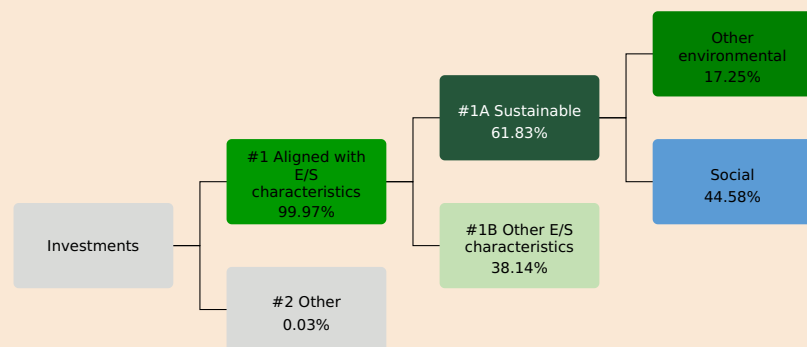 Investments
#1 Aligned with
E/S
characteristics
99.97%
#2 Other
0.03%
#1A Sustainable
61.83%
#1B Other E/S
characteristics
38.14%
Other
environmental
17.25%
Social
44.58%